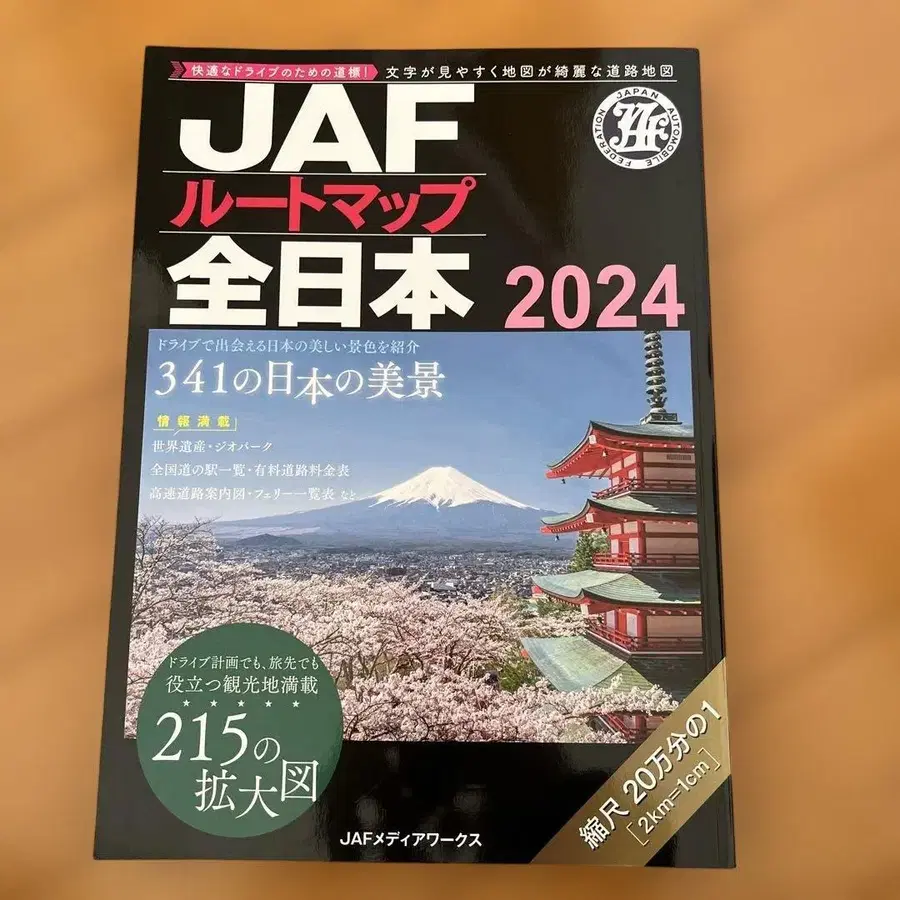 快適なドライブのための道標! 文字が見やすく地図が綺麗な道路地図
JAF
JAPAN AUTOMOBILE FEDERATION
JAF
ルートマップ
全日本 2024
ドライブで出会える日本の美しい景色を紹介
341の日本の美景
情報満載
世界遺産・ジオパーク
全国道の駅一覧・有料道路料金表
高速道路案内図・フェリー一覧表 など
ドライブ計画でも、旅先でも
役立つ観光地満載
★★★★★
215の
拡大図
縮尺 20万分の1
[2km=1cm]
JAFメディアワークス